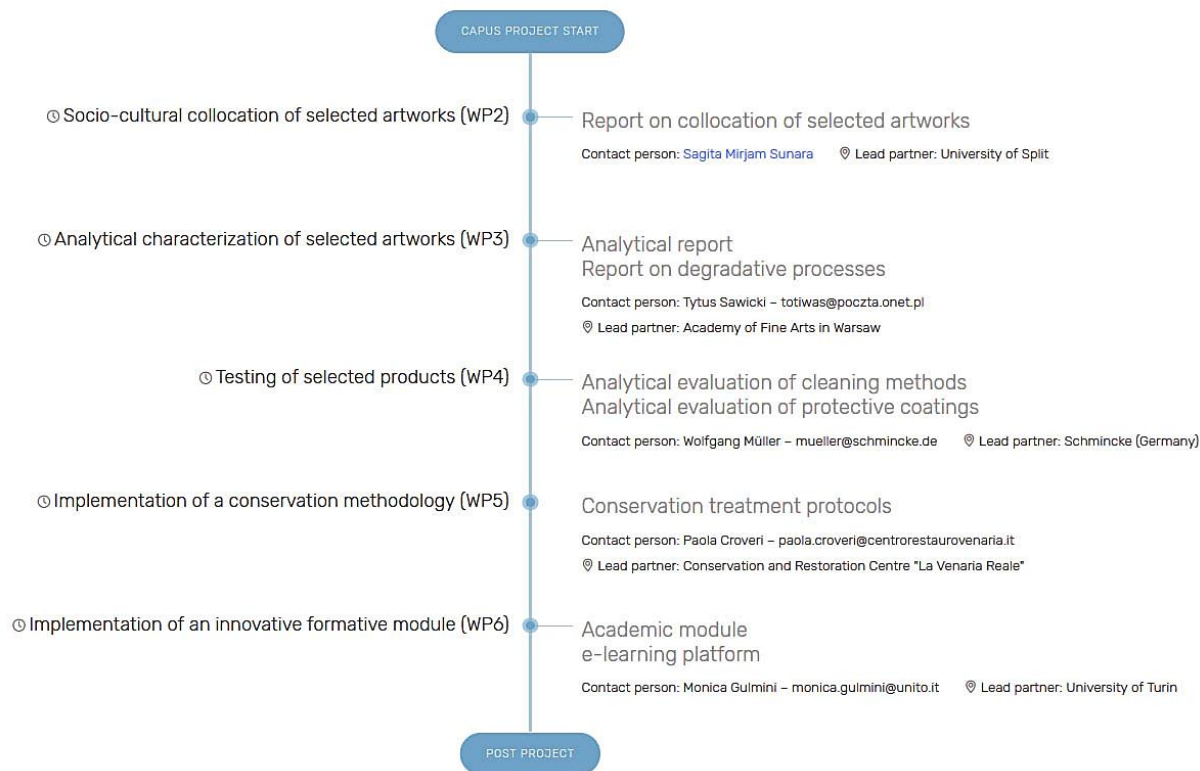 CAPUS PROJECT START
Socio-cultural collocation of selected artworks (WP2)
Report on collocation of selected artworks
Contact person: Sagita Mirjam Sunara Lead partner: University of Split
Analytical characterization of selected artworks (WP3)
Analytical report
Report on degradative processes
Contact person: Tytus Sawicki – totiwas@poczta.onet.pl
Lead partner: Academy of Fine Arts in Warsaw
Testing of selected products (WP4)
Analytical evaluation of cleaning methods
Analytical evaluation of protective coatings
Contact person: Wolfgang Müller – mueller@schmincke.de Lead partner: Schmincke (Germany)
Implementation of a conservation methodology (WP5)
Conservation treatment protocols
Contact person: Paola Croveri – paola.croveri@centrorestaurovenaria.it
Lead partner: Conservation and Restoration Centre "La Venaria Reale"
Implementation of an innovative formative module (WP6)
Academic module
e-learning platform
Contact person: Monica Gulmini – monica.gulmini@unito.it Lead partner: University of Turin
POST PROJECT